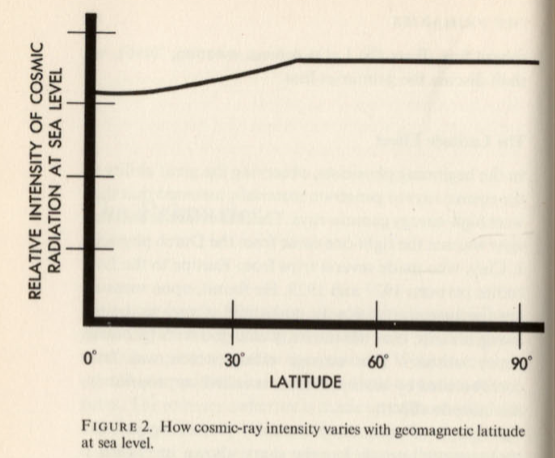 RELATIVE INTENSITY OF COSMIC
RADIATION AT SEA LEVEL
0°
30°
60°
90°
LATITUDE
FIGURE 2. How cosmic-ray intensity varies with geomagnetic latitude
at sea level.